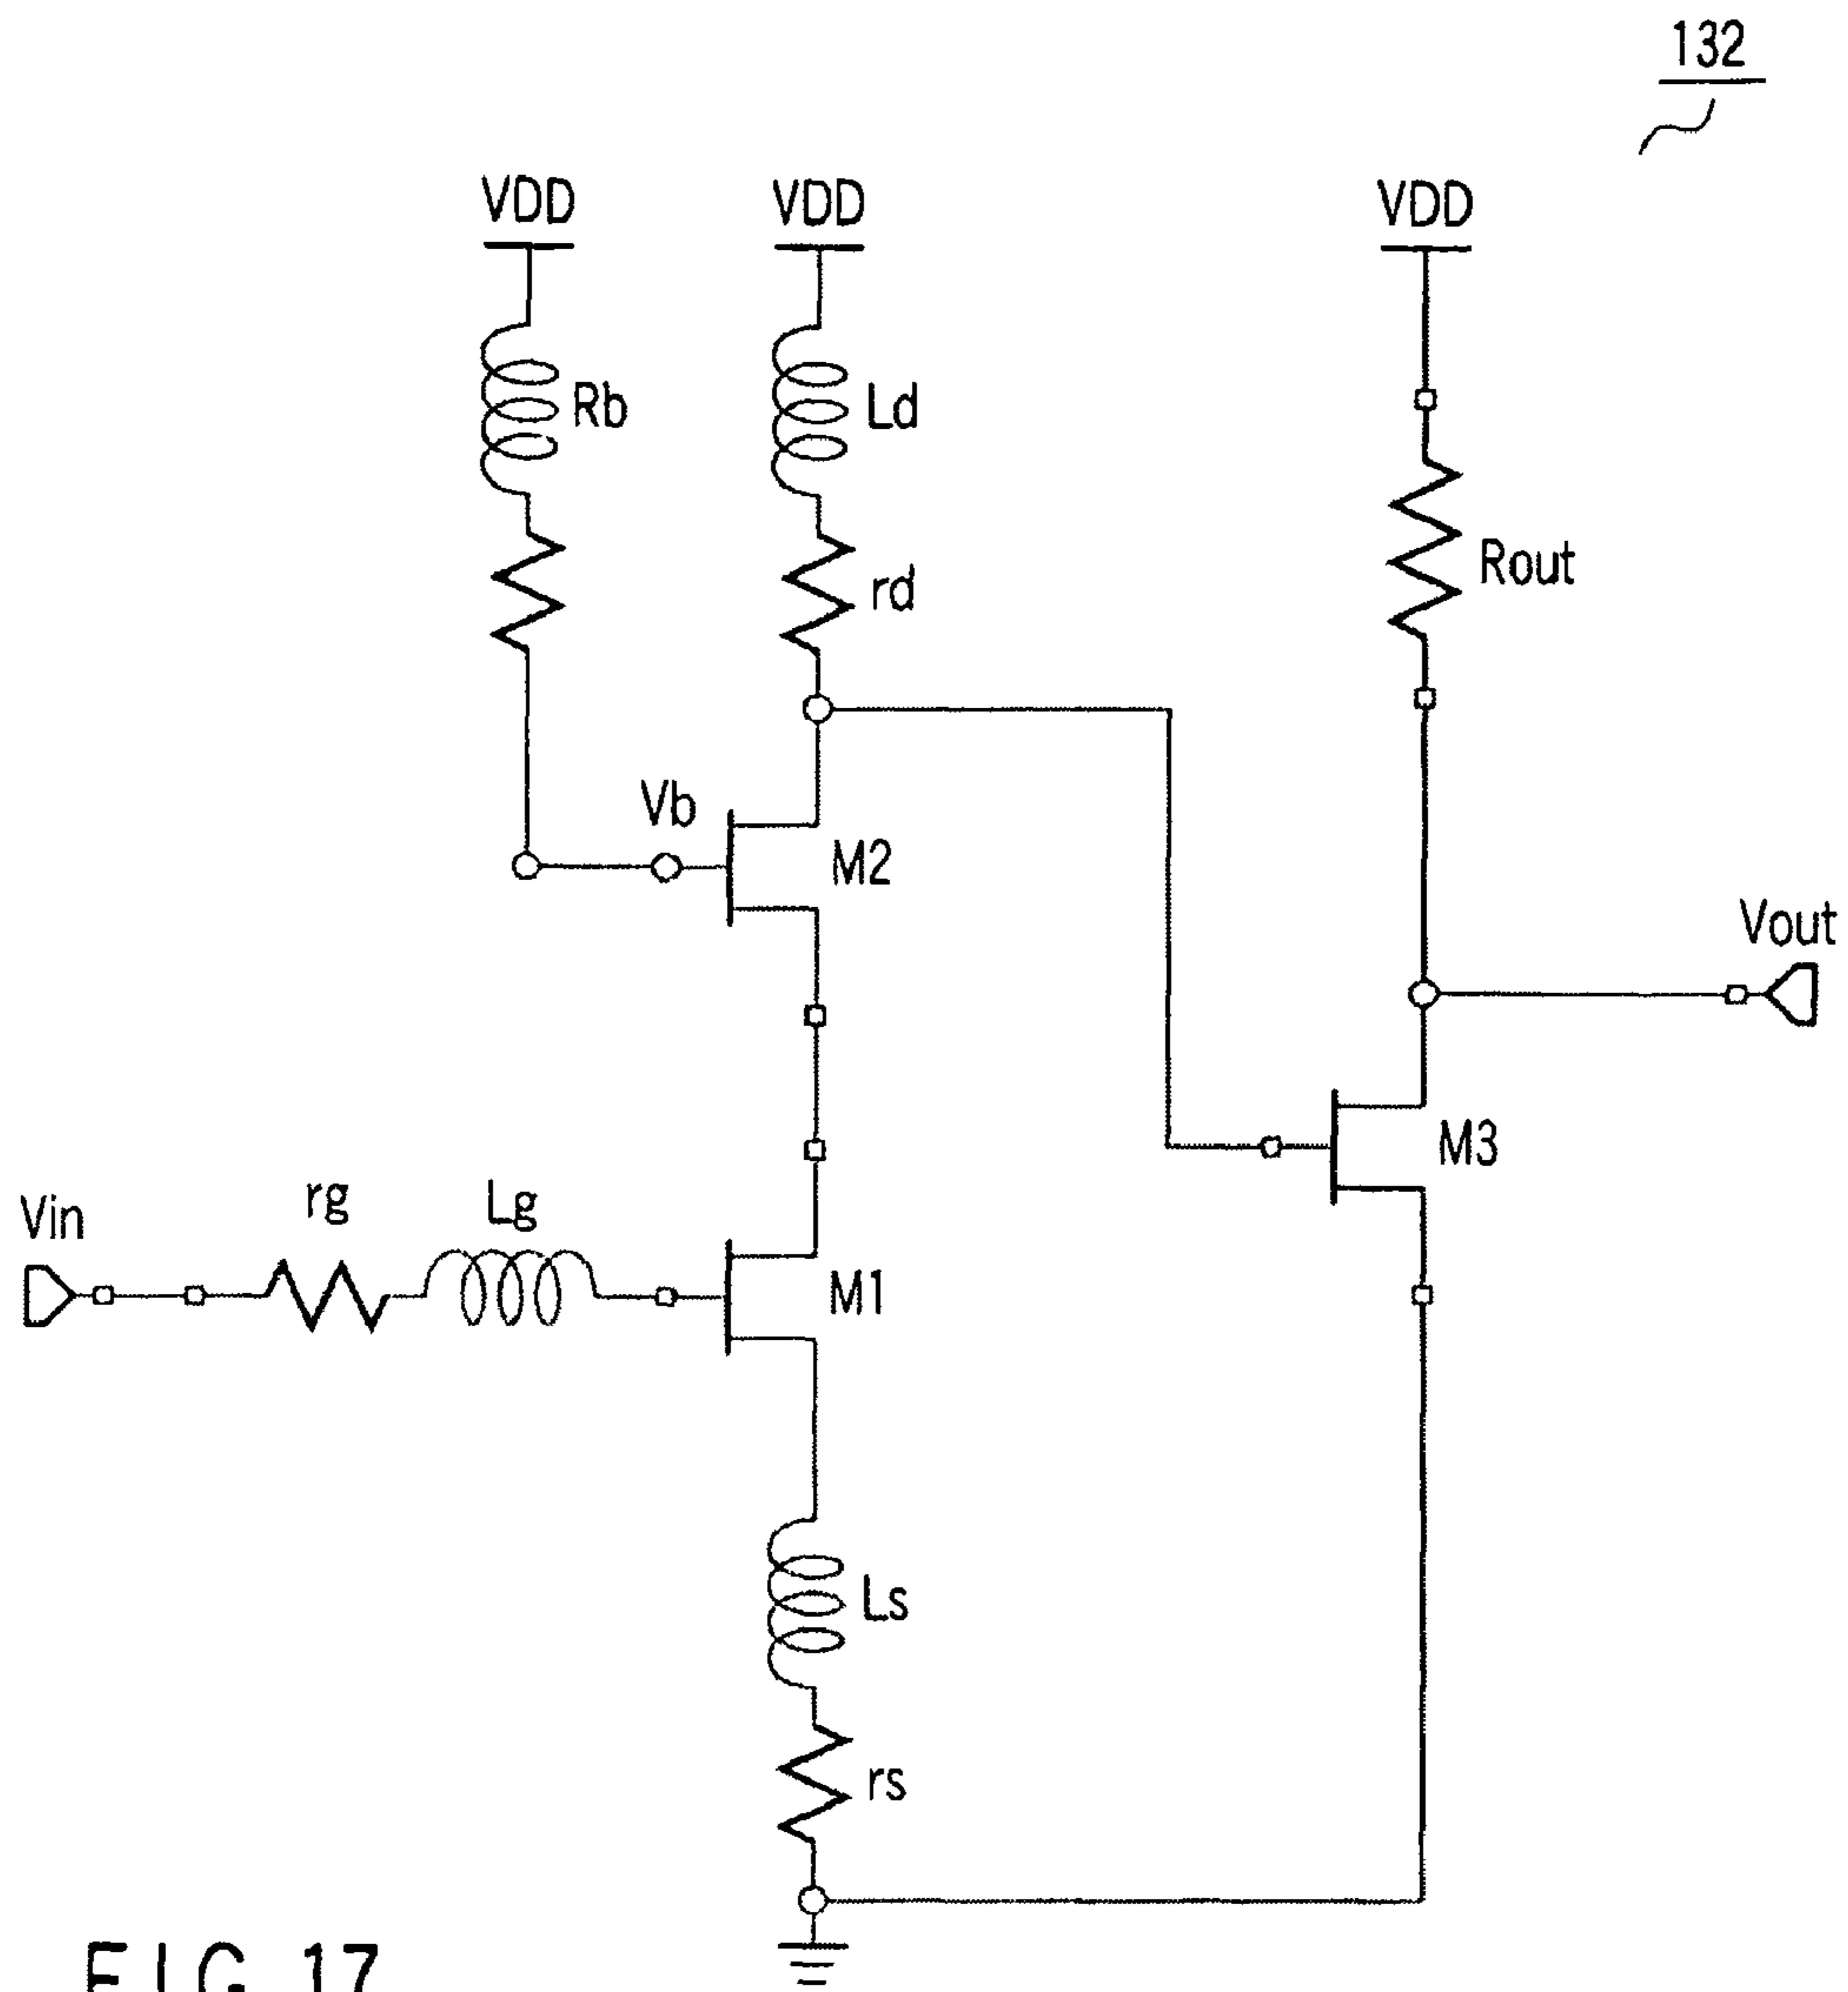 132
VDD
VDD
VDD
Rb
Ld
rd
Rout
Vb
M2
Vout
M3
Vin
rg
Lg
M1
Ls
rs
FIG. 17